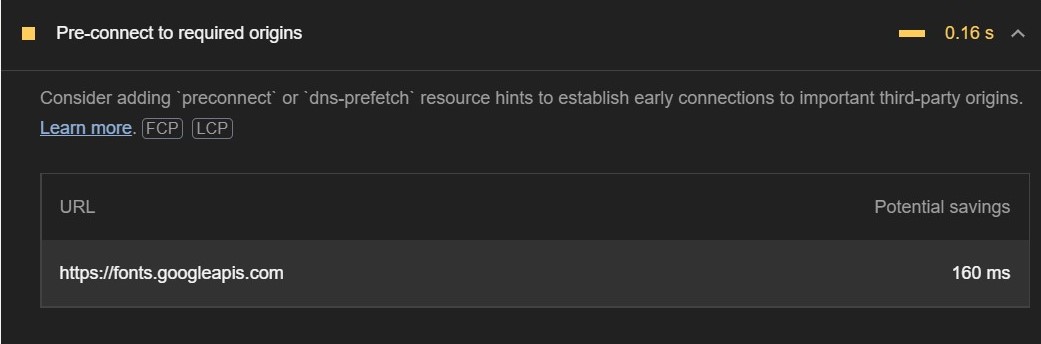 Pre-connect to required origins 0.16 s
Consider adding `preconnect` or `dns-prefetch` resource hints to establish early connections to important third-party origins.
Learn more. FCP LCP
URL Potential savings
https://fonts.googleapis.com 160 ms